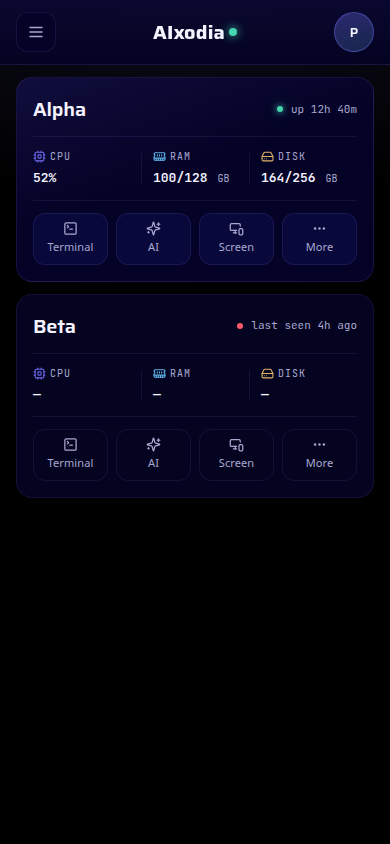 AIxodia
P
Alpha
up 12h 40m
CPU RAM DISK
52% 100/128 GB 164/256 GB
Terminal AI Screen More
Beta
last seen 4h ago
CPU RAM DISK
— — —
Terminal AI Screen More